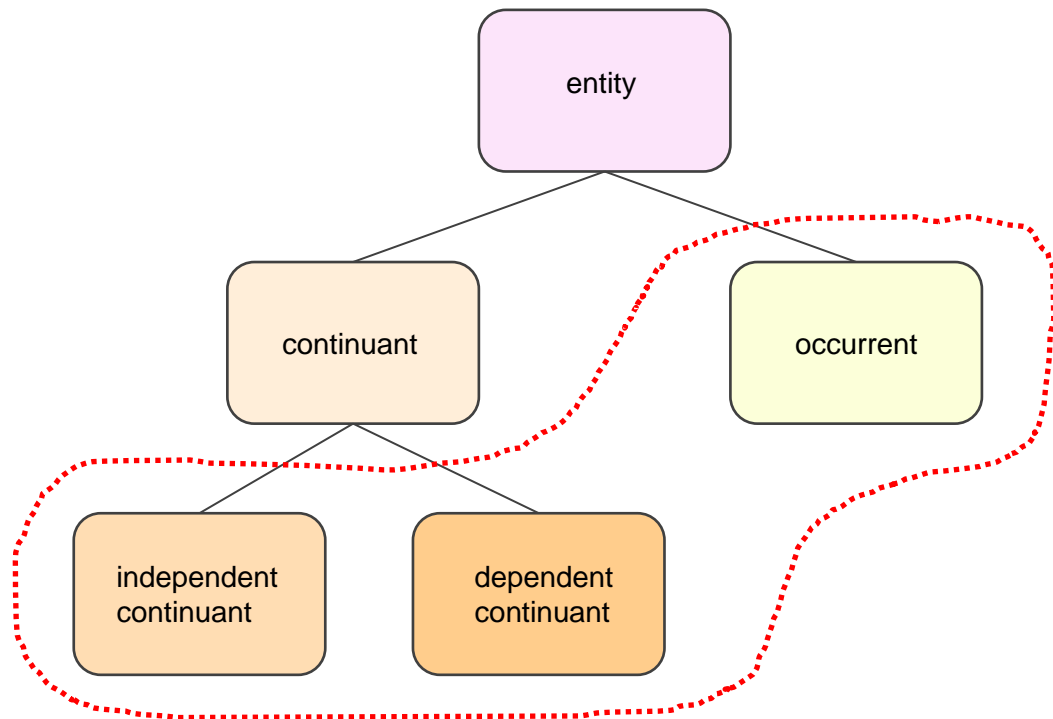 entity
continuant
occurrent
independent
continuant
dependent
continuant